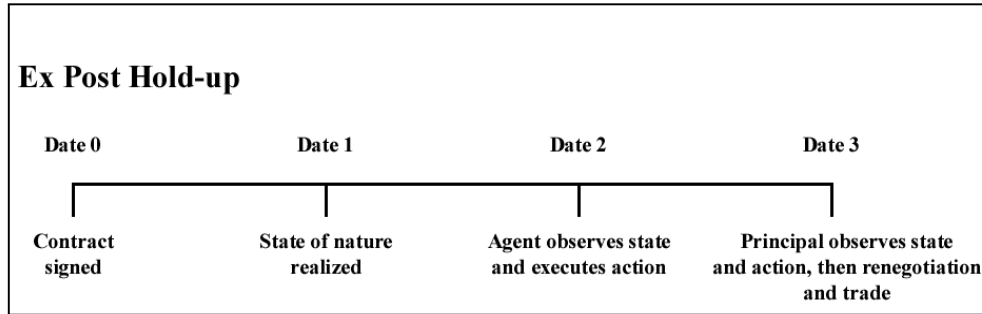 Ex Post Hold-up
Date 0 Date 1 Date 2 Date 3
Contract State of nature Agent observes state Principal observes state
signed realized and executes action and action, then renegotiation
and trade